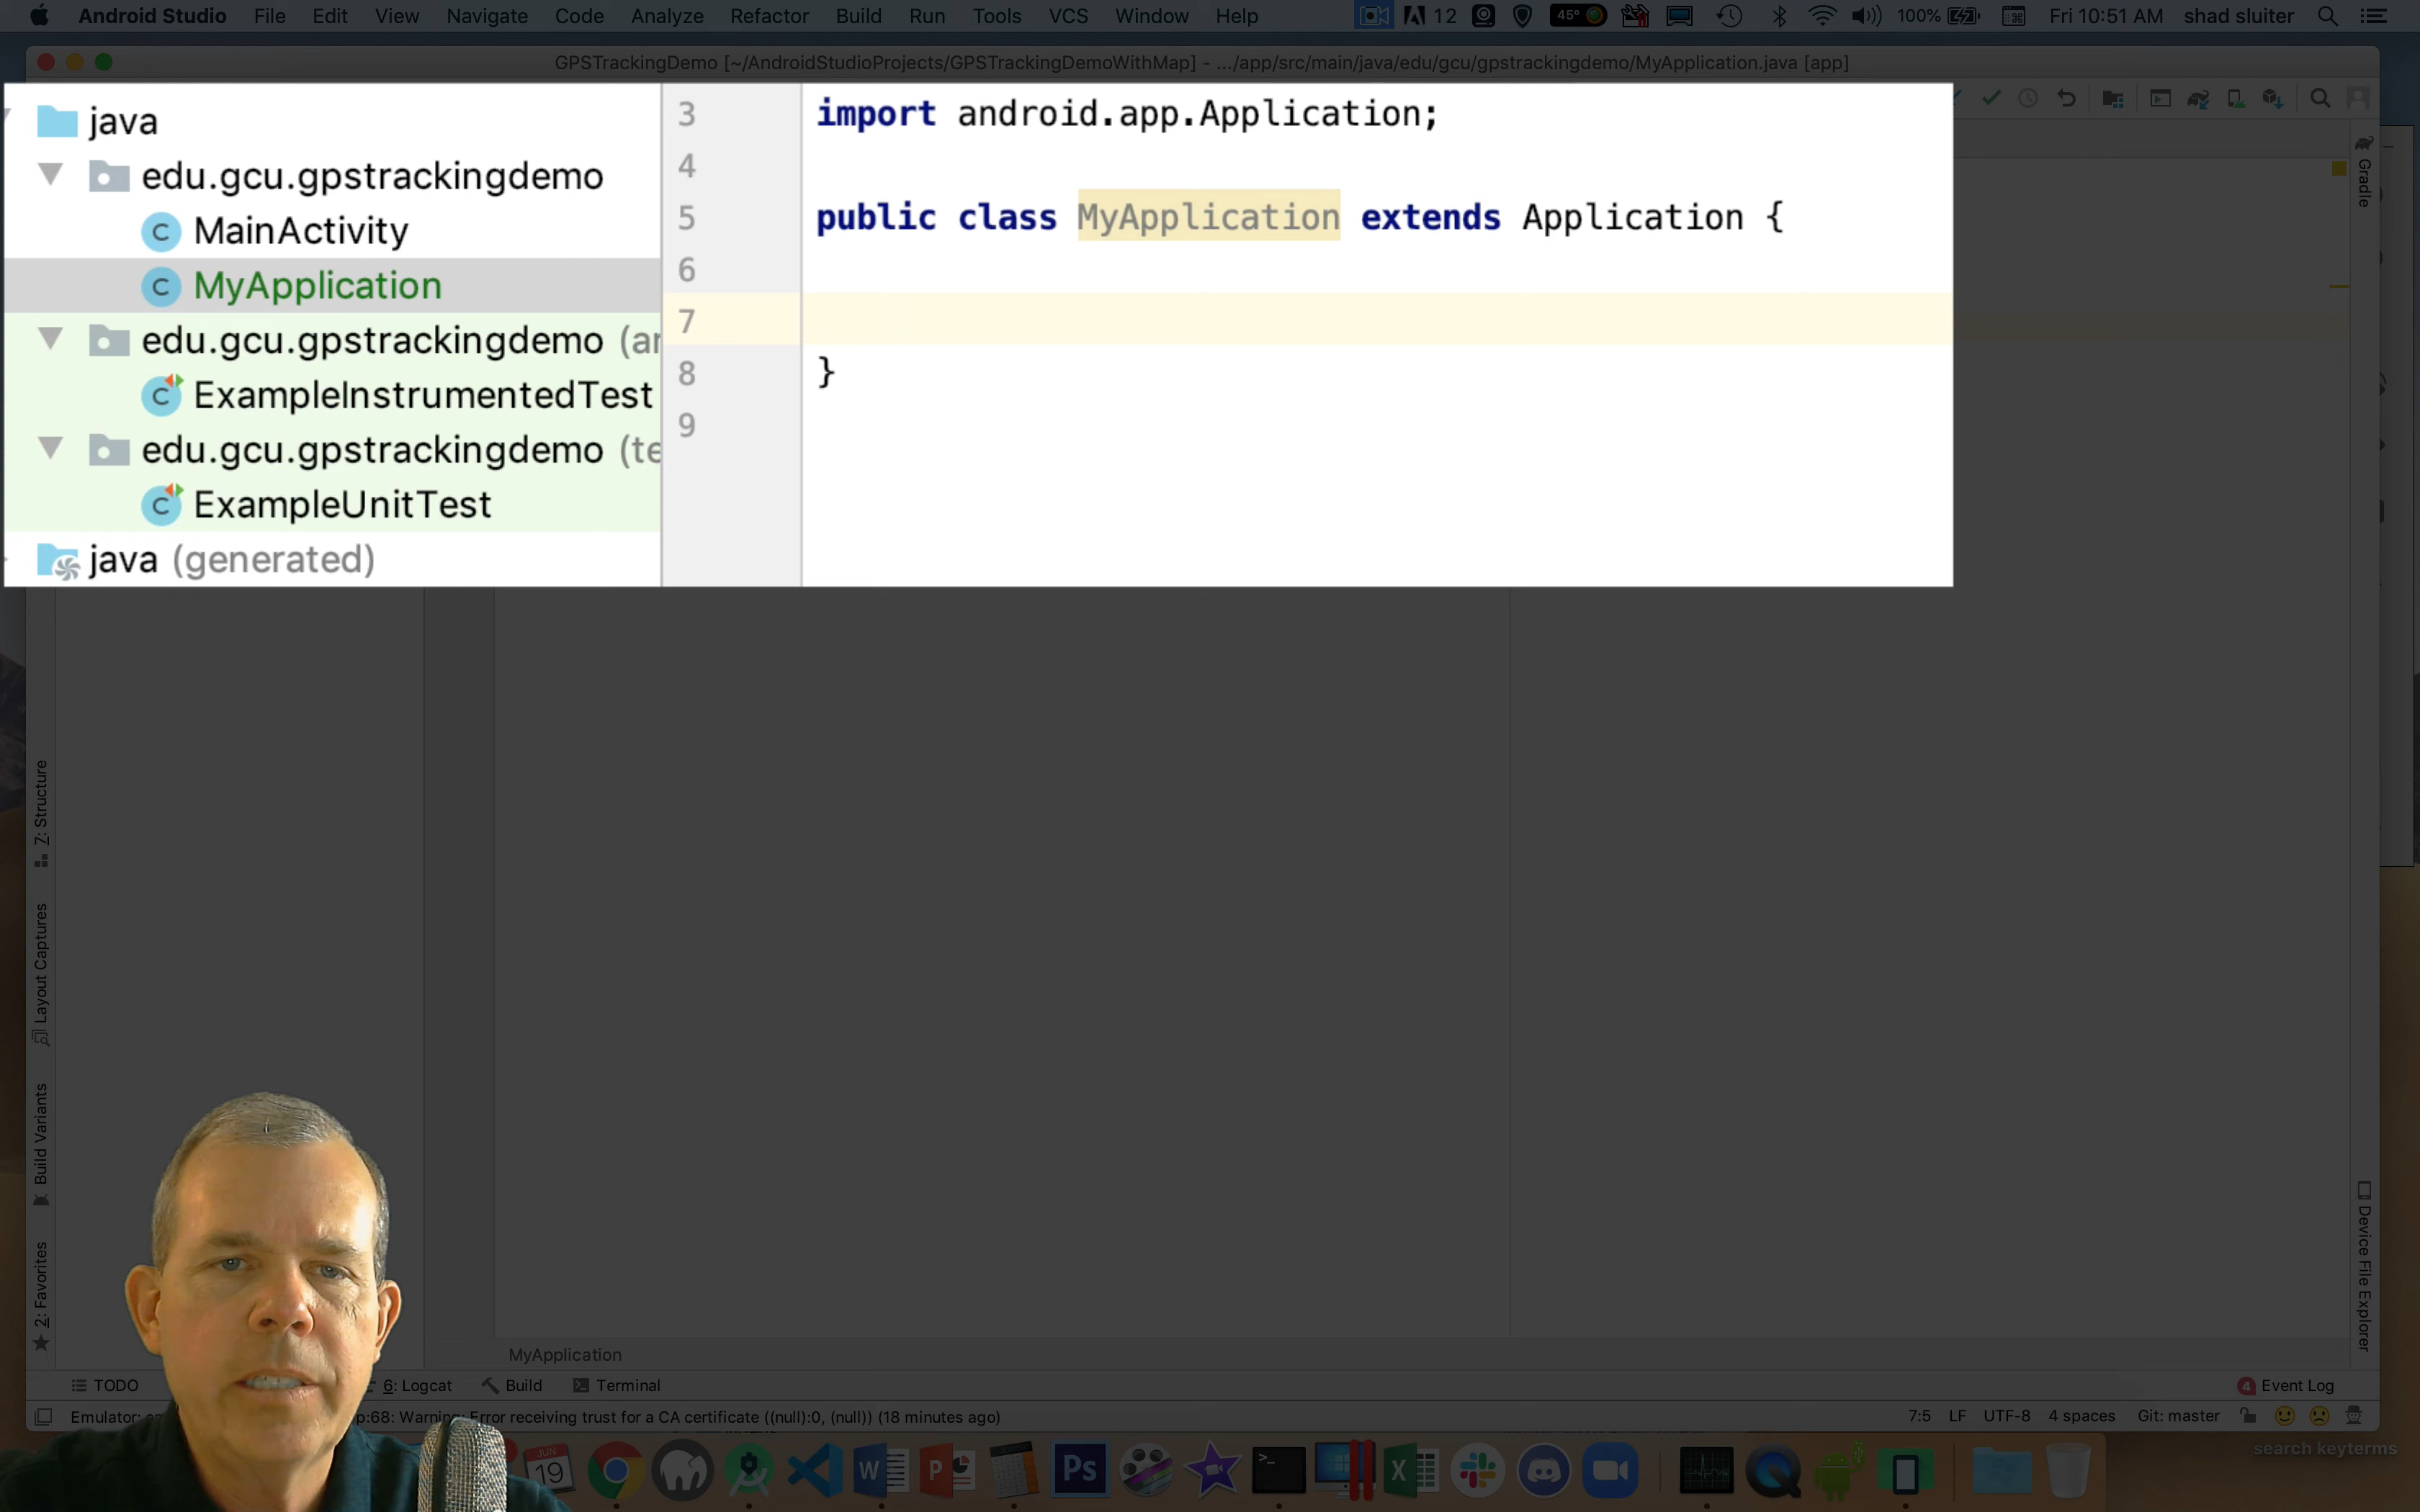 Android Studio File Edit View Navigate Code Analyze Refactor Build Run Tools VCS Window Help 12 45° 100% Fri 10:51 AM shad sluiter
GPSTrackingDemo [~/AndroidStudioProjects/GPSTrackingDemoWithMap] - .../app/src/main/java/edu/gcu/gpstrackingdemo/MyApplication.java [app]
java
edu.gcu.gpstrackingdemo
MainActivity
MyApplication
edu.gcu.gpstrackingdemo (ar
ExampleInstrumentedTest
edu.gcu.gpstrackingdemo (te
ExampleUnitTest
java (generated)
3 import android.app.Application;
4
5 public class MyApplication extends Application {
6
7
8 }
9
Gradle
Z: Structure
Layout Captures
Build Variants
2: Favorites
Device File Explorer
MyApplication
TODO 6: Logcat Build Terminal 4 Event Log
Emulator: p:68: Warning: Error receiving trust for a CA certificate ((null):0, (null)) (18 minutes ago) 7:5 LF UTF-8 4 spaces Git: master
search keyterms
JUN
19
W P Ps >_ X